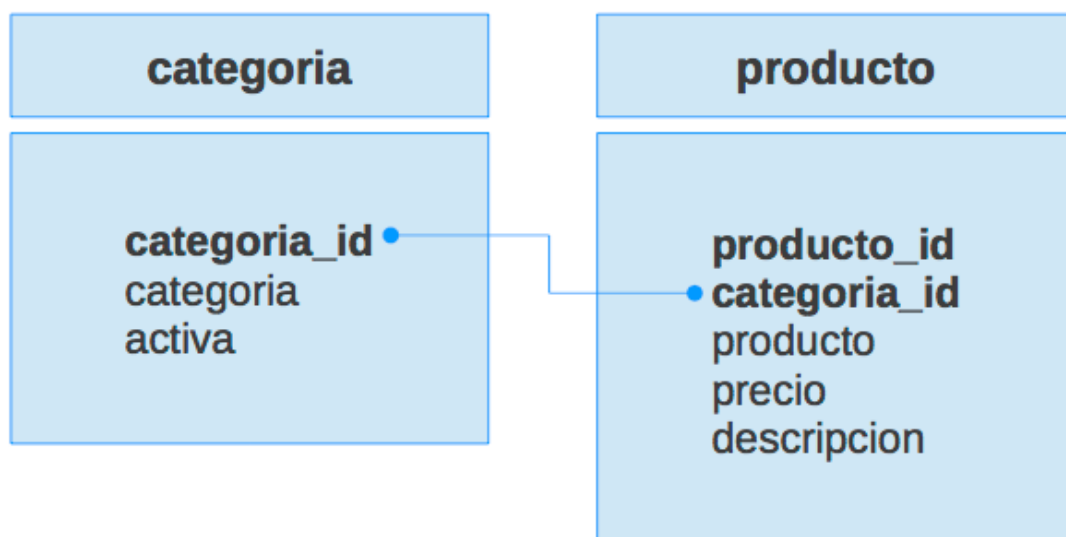 categoria
categoria_id
categoria
activa
producto
producto_id
categoria_id
producto
precio
descripcion